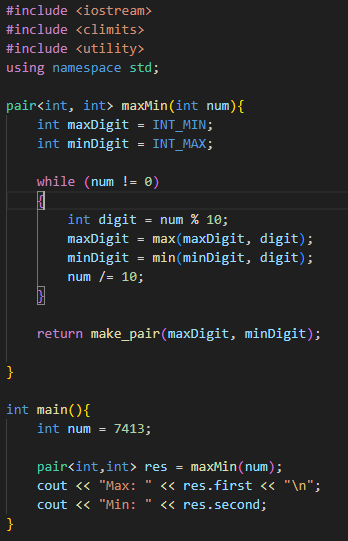 #include <iostream>
#include <climits>
#include <utility>
using namespace std;

pair<int, int> maxMin(int num){
    int maxDigit = INT_MIN;
    int minDigit = INT_MAX;

    while (num != 0)
    {
        int digit = num % 10;
        maxDigit = max(maxDigit, digit);
        minDigit = min(minDigit, digit);
        num /= 10;
    }

    return make_pair(maxDigit, minDigit);

}

int main(){
    int num = 7413;

    pair<int,int> res = maxMin(num);
    cout << "Max: " << res.first << "\n";
    cout << "Min: " << res.second;
}